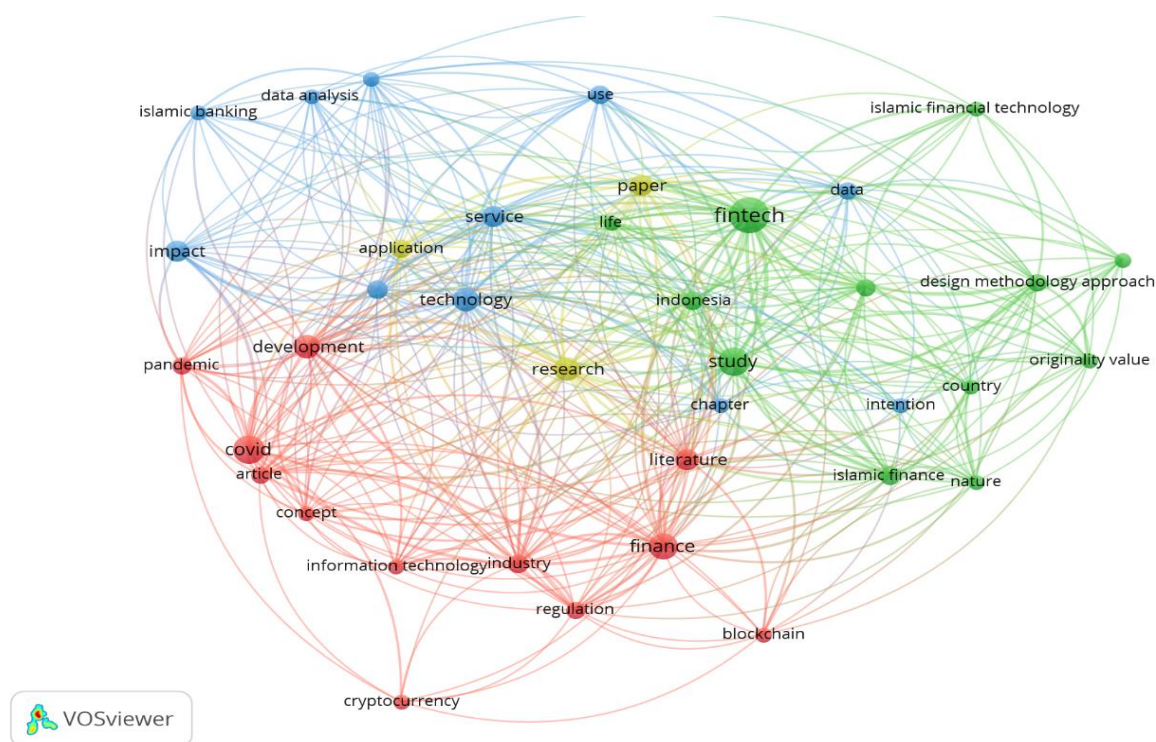 data analysis
use
islamic banking
islamic financial technology
paper
data
service
life
fintech
impact
application
design methodology approach
technology
indonesia
development
pandemic
research
study
originality value
country
chapter
intention
covid
literature
article
islamic finance
nature
concept
finance
information technology
industry
regulation
blockchain
cryptocurrency
VOSviewer